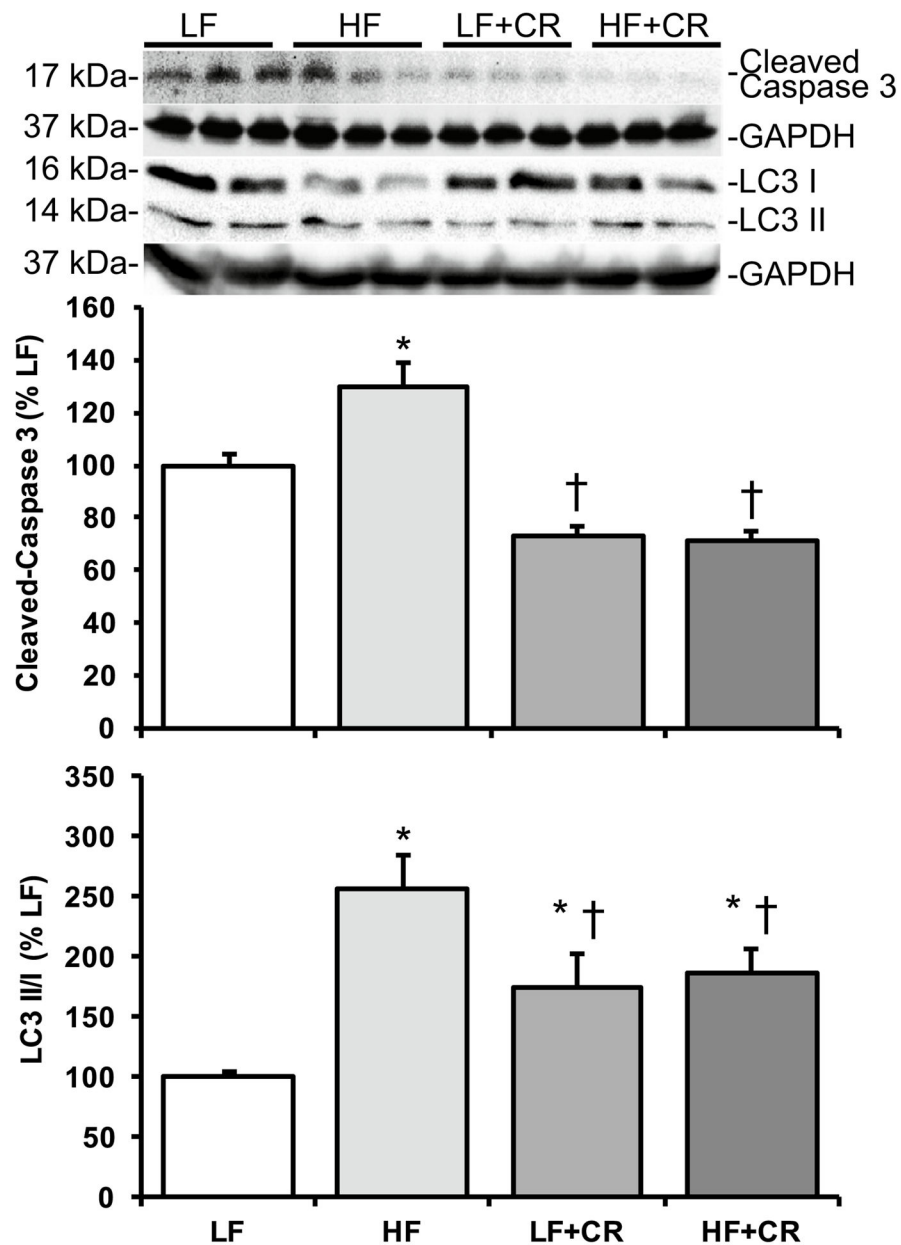 LF HF LF+CR HF+CR
17 kDa- -Cleaved
Caspase 3
37 kDa- -GAPDH
16 kDa- -LC3 I
14 kDa- -LC3 II
37 kDa- -GAPDH
Cleaved-Caspase 3 (% LF)
160
140
120
100
80
60
40
20
0
*
†
†
LC3 II/I (% LF)
350
300
250
200
150
100
50
0
*
* †
* †
LF HF LF+CR HF+CR